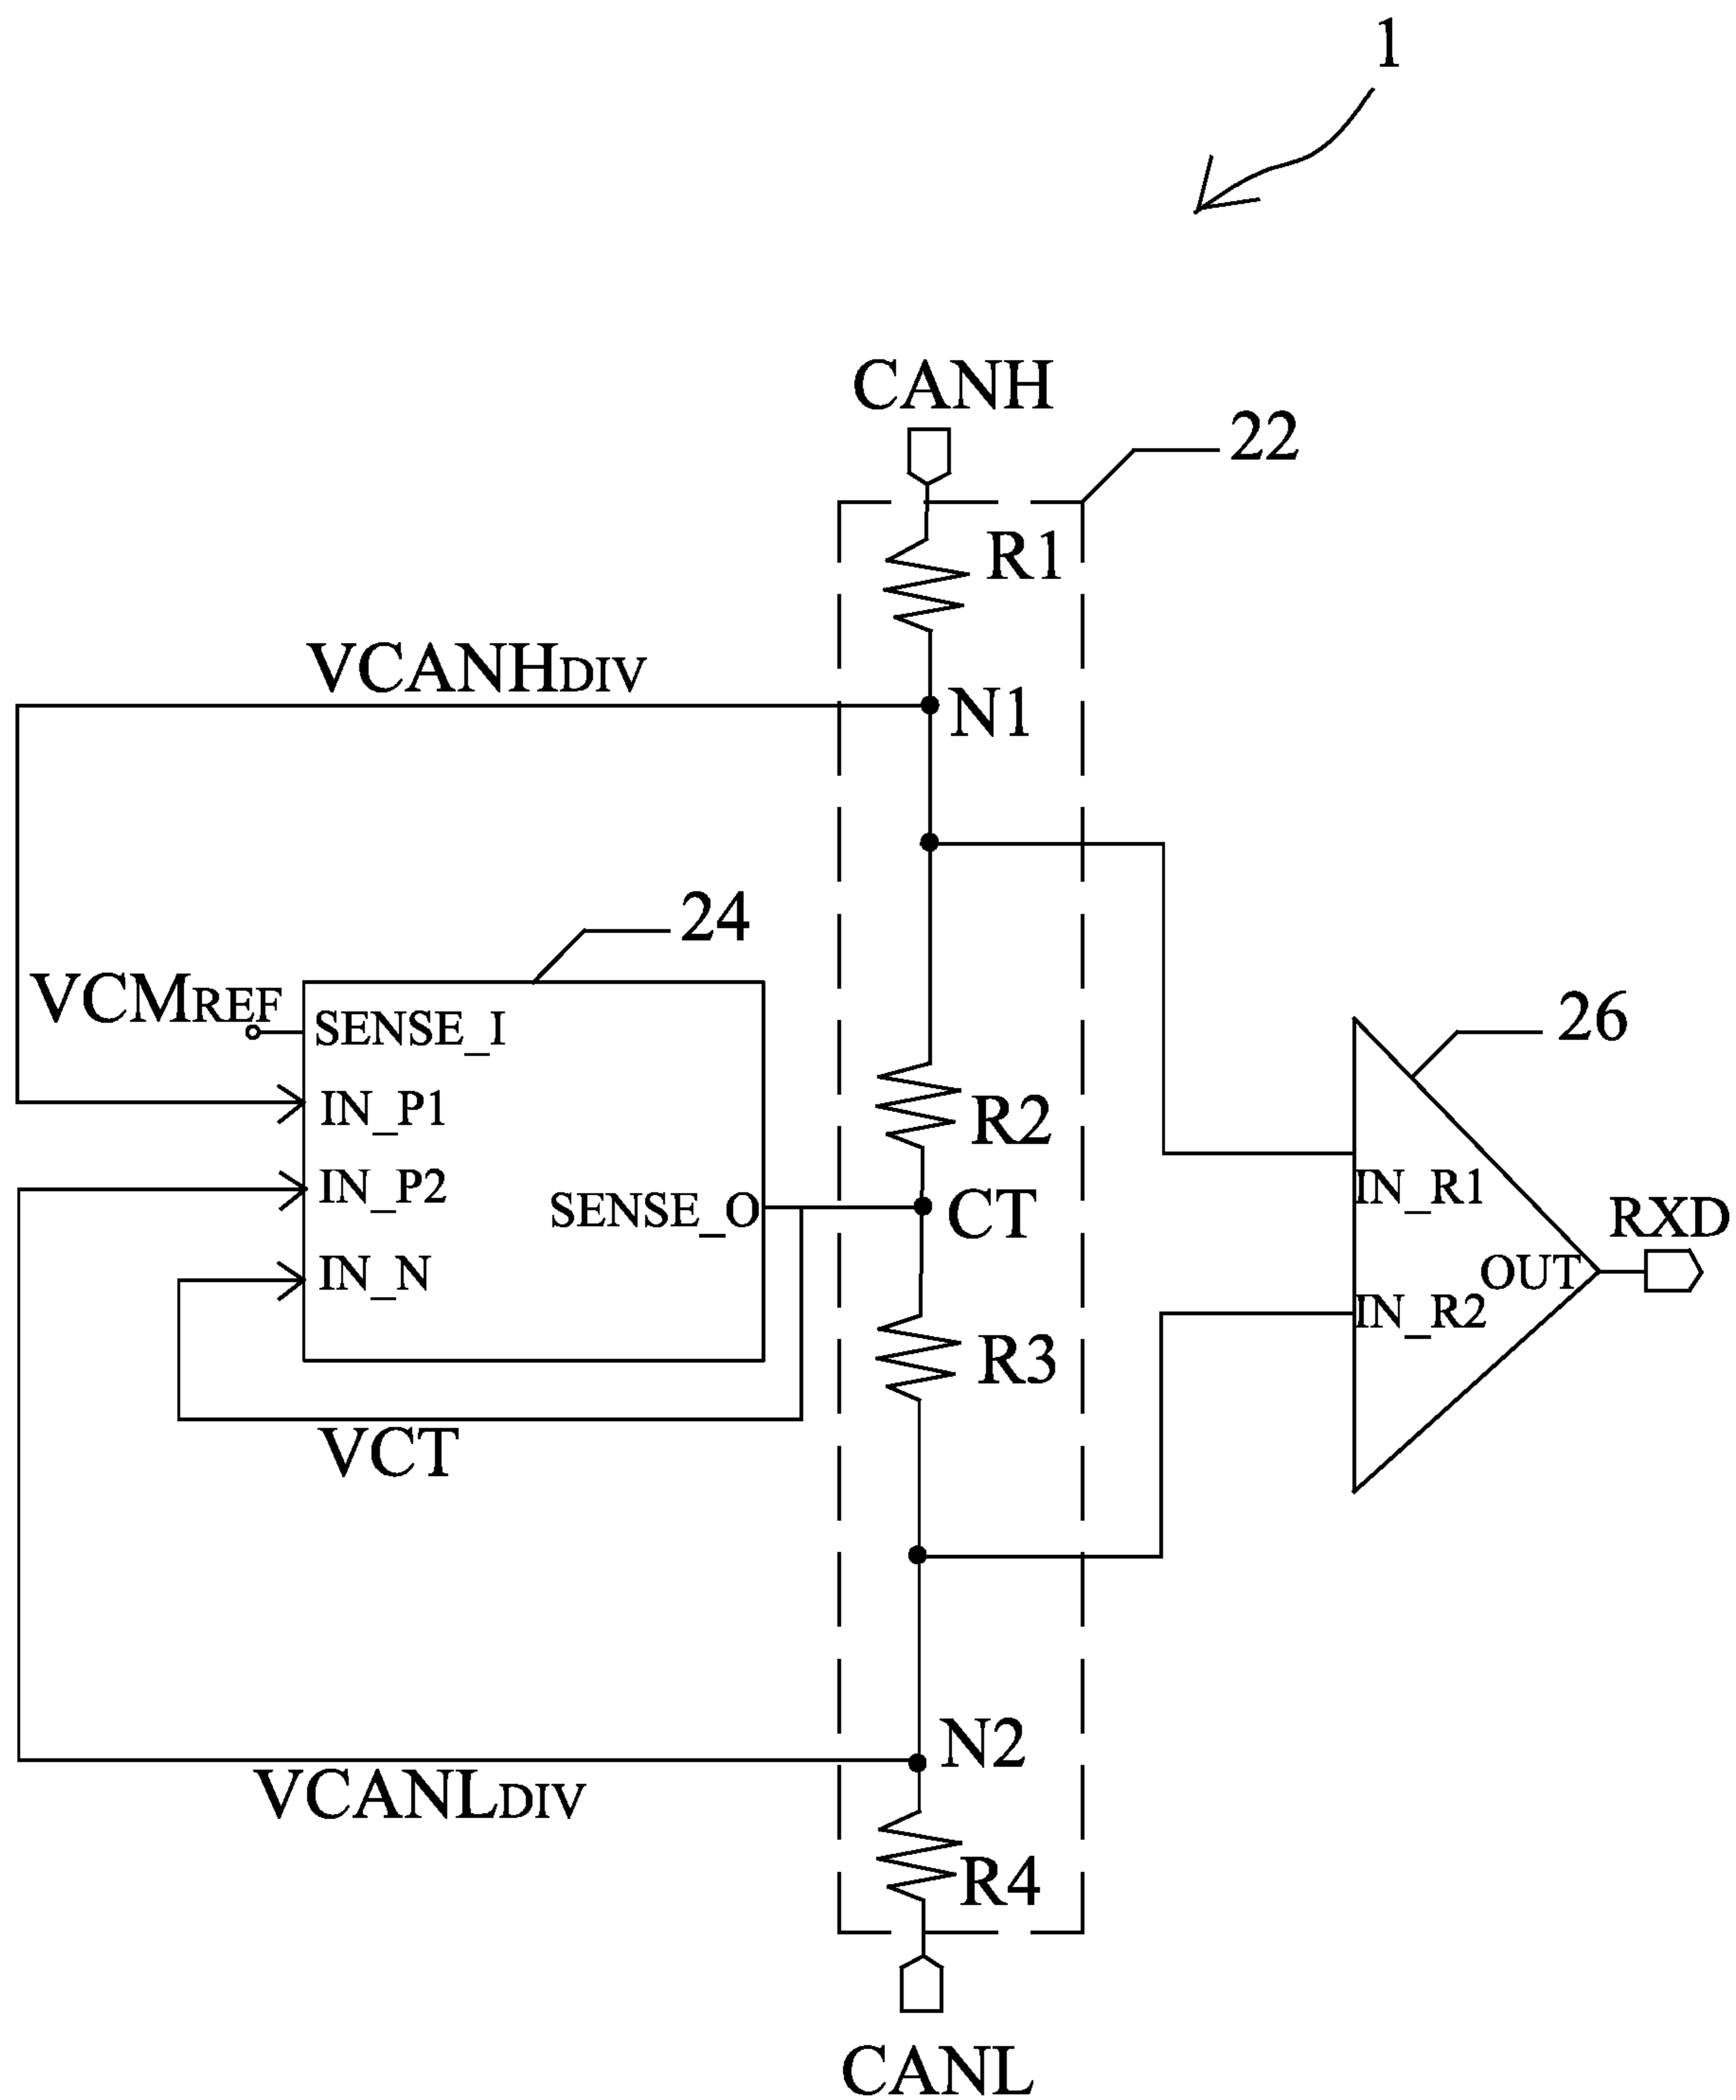 1
CANH
22
R1
VCANHDIV
N1
24
VCMREF
SENSE_I
26
IN_P1
R2
IN_P2
IN_R1
SENSE_O
CT
RXD
IN_N
OUT
IN_R2
R3
VCT
N2
VCANLDIV
R4
CANL